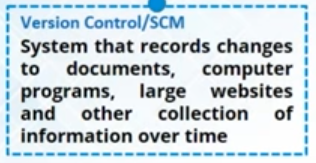 Version Control/SCM
System that records changes
to documents, computer
programs, large websites
and other collection of
information over time